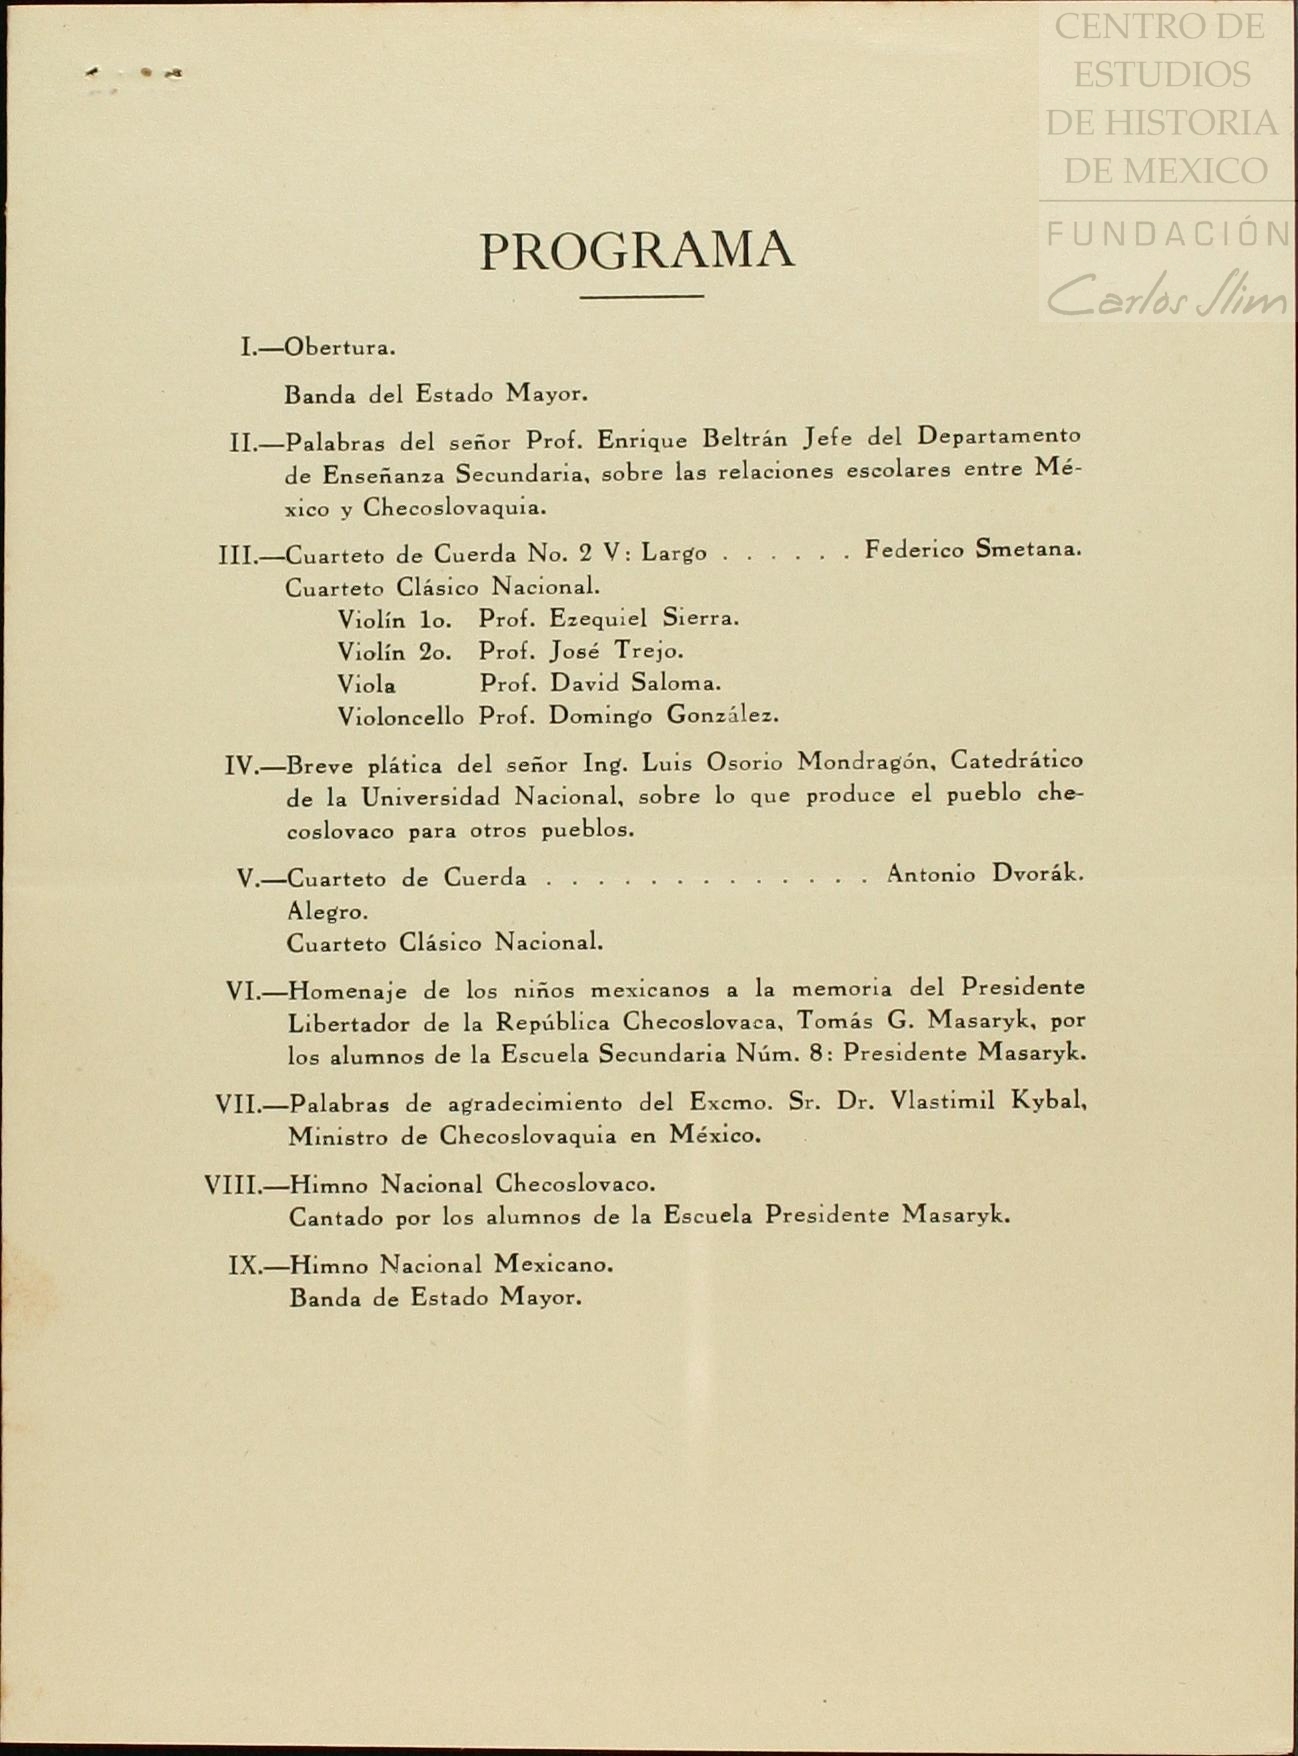 CENTRO DE
ESTUDIOS
DE HISTORIA
DE MEXICO
FUNDACIÓN
Carlos Slim
PROGRAMA
I.—Obertura.
Banda del Estado Mayor.
II.—Palabras del señor Prof. Enrique Beltrán Jefe del Departamento
de Enseñanza Secundaria, sobre las relaciones escolares entre Mé-
xico y Checoslovaquia.
III.—Cuarteto de Cuerda No. 2 V: Largo . . . . . . Federico Smetana.
Cuarteto Clásico Nacional.
Violín 1o. Prof. Ezequiel Sierra.
Violín 2o. Prof. José Trejo.
Viola Prof. David Saloma.
Violoncello Prof. Domingo González.
IV.—Breve plática del señor Ing. Luis Osorio Mondragón, Catedrático
de la Universidad Nacional, sobre lo que produce el pueblo che-
coslovaco para otros pueblos.
V.—Cuarteto de Cuerda . . . . . . . . . . . . . Antonio Dvorák.
Alegro.
Cuarteto Clásico Nacional.
VI.—Homenaje de los niños mexicanos a la memoria del Presidente
Libertador de la República Checoslovaca, Tomás G. Masaryk, por
los alumnos de la Escuela Secundaria Núm. 8: Presidente Masaryk.
VII.—Palabras de agradecimiento del Excmo. Sr. Dr. Vlastimil Kybal,
Ministro de Checoslovaquia en México.
VIII.—Himno Nacional Checoslovaco.
Cantado por los alumnos de la Escuela Presidente Masaryk.
IX.—Himno Nacional Mexicano.
Banda de Estado Mayor.